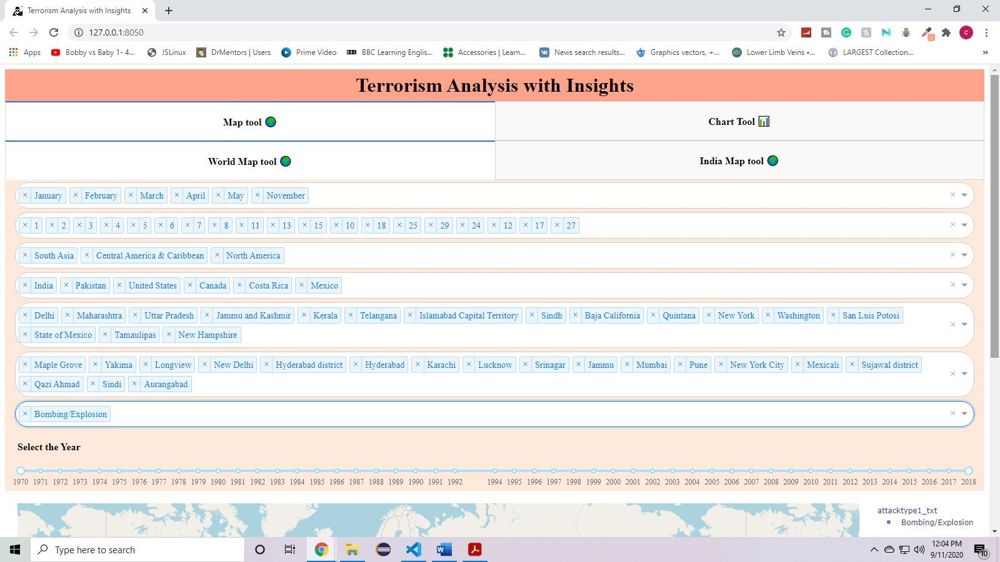 Terrorism Analysis with Insights
127.0.0.1:8050
Apps Bobby vs Baby 1- 4... JSLinux DrMentors | Users Prime Video BBC BBC Learning Englis... Accessories | Learn... News search results... Graphics vectors, +... Lower Limb Veins •... LARGEST Collection... »
Terrorism Analysis with Insights
Map tool Chart Tool
World Map tool India Map tool
× January × February × March × April × May × November
× 1 × 2 × 3 × 4 × 5 × 6 × 7 × 8 × 11 × 13 × 15 × 10 × 18 × 25 × 29 × 24 × 12 × 17 × 27
× South Asia × Central America & Caribbean × North America
× India × Pakistan × United States × Canada × Costa Rica × Mexico
× Delhi × Maharashtra × Uttar Pradesh × Jammu and Kashmir × Kerala × Telangana × Islamabad Capital Territory × Sindh × Baja California × Quintana × New York × Washington × San Luis Potosi
× State of Mexico × Tamaulipas × New Hampshire
× Maple Grove × Yakima × Longview × New Delhi × Hyderabad district × Hyderabad × Karachi × Lucknow × Srinagar × Jammu × Mumbai × Pune × New York City × Mexicali × Sujawal district
× Qazi Ahmad × Sindi × Aurangabad
× Bombing/Explosion
Select the Year
1970 1971 1972 1973 1974 1975 1976 1977 1978 1979 1980 1981 1982 1983 1984 1985 1986 1987 1988 1989 1990 1991 1992 1994 1995 1996 1997 1998 1999 2000 2001 2002 2003 2004 2005 2006 2007 2008 2009 2010 2011 2012 2013 2014 2015 2016 2017 2018
attacktype1_txt
Bombing/Explosion
Type here to search
12:04 PM
9/11/2020
10